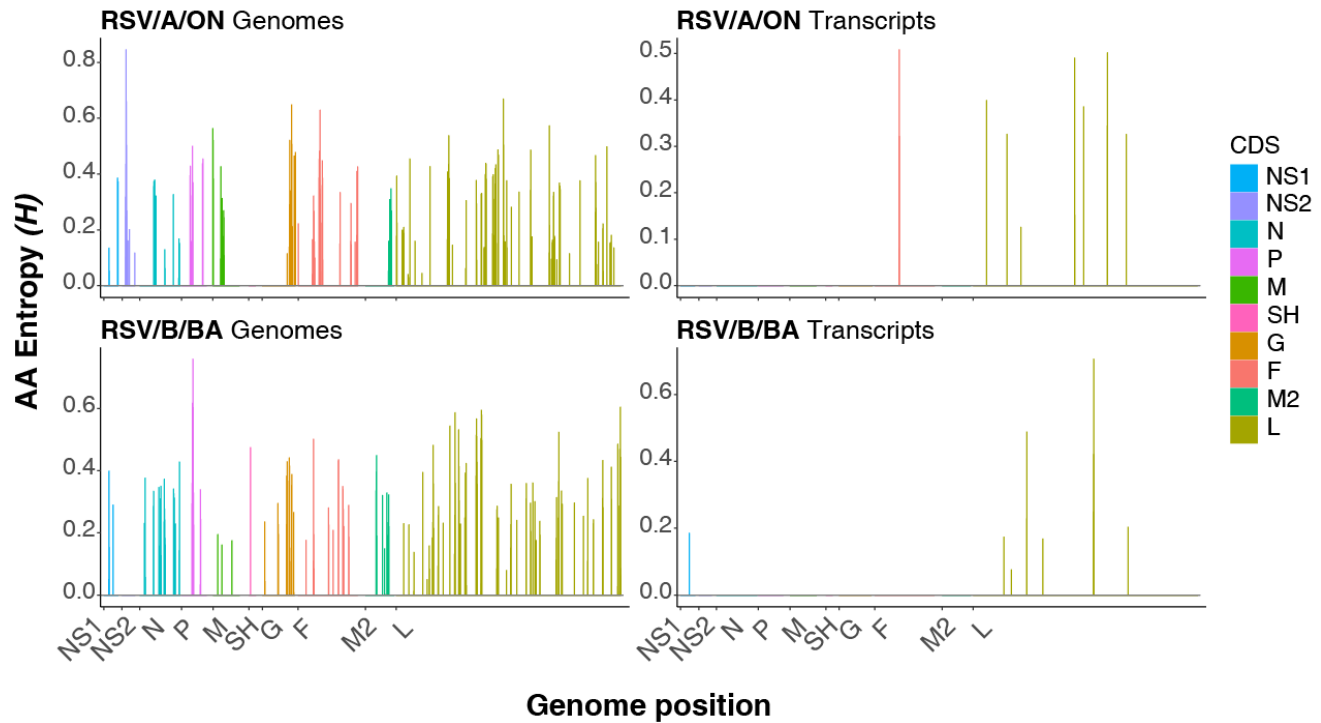 RSV/A/ON Genomes
RSV/A/ON Transcripts
0.8
0.6
0.4
0.2
0.0
0.5
0.4
0.3
0.2
0.1
0.0
AA Entropy (H)
RSV/B/BA Genomes
RSV/B/BA Transcripts
0.6
0.4
0.2
0.0
0.6
0.4
0.2
0.0
NS1 NS2 N P M SH G F M2 L
NS1 NS2 N P M SH G F M2 L
Genome position
CDS
NS1
NS2
N
P
M
SH
G
F
M2
L